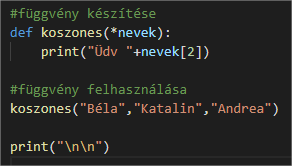 #függvény készítése
def koszones(*nevek):
    print("Üdv "+nevek[2])
#függvény felhasználása
koszones("Béla","Katalin","Andrea")
print("\n\n")